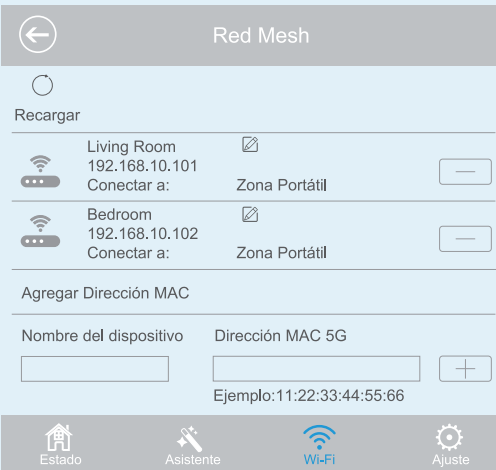 Red Mesh
Recargar
Living Room
192.168.10.101
Conectar a: Zona Portátil
Bedroom
192.168.10.102
Conectar a: Zona Portátil
Agregar Dirección MAC
Nombre del dispositivo Dirección MAC 5G
Ejemplo:11:22:33:44:55:66
Estado Asistente Wi-Fi Ajuste